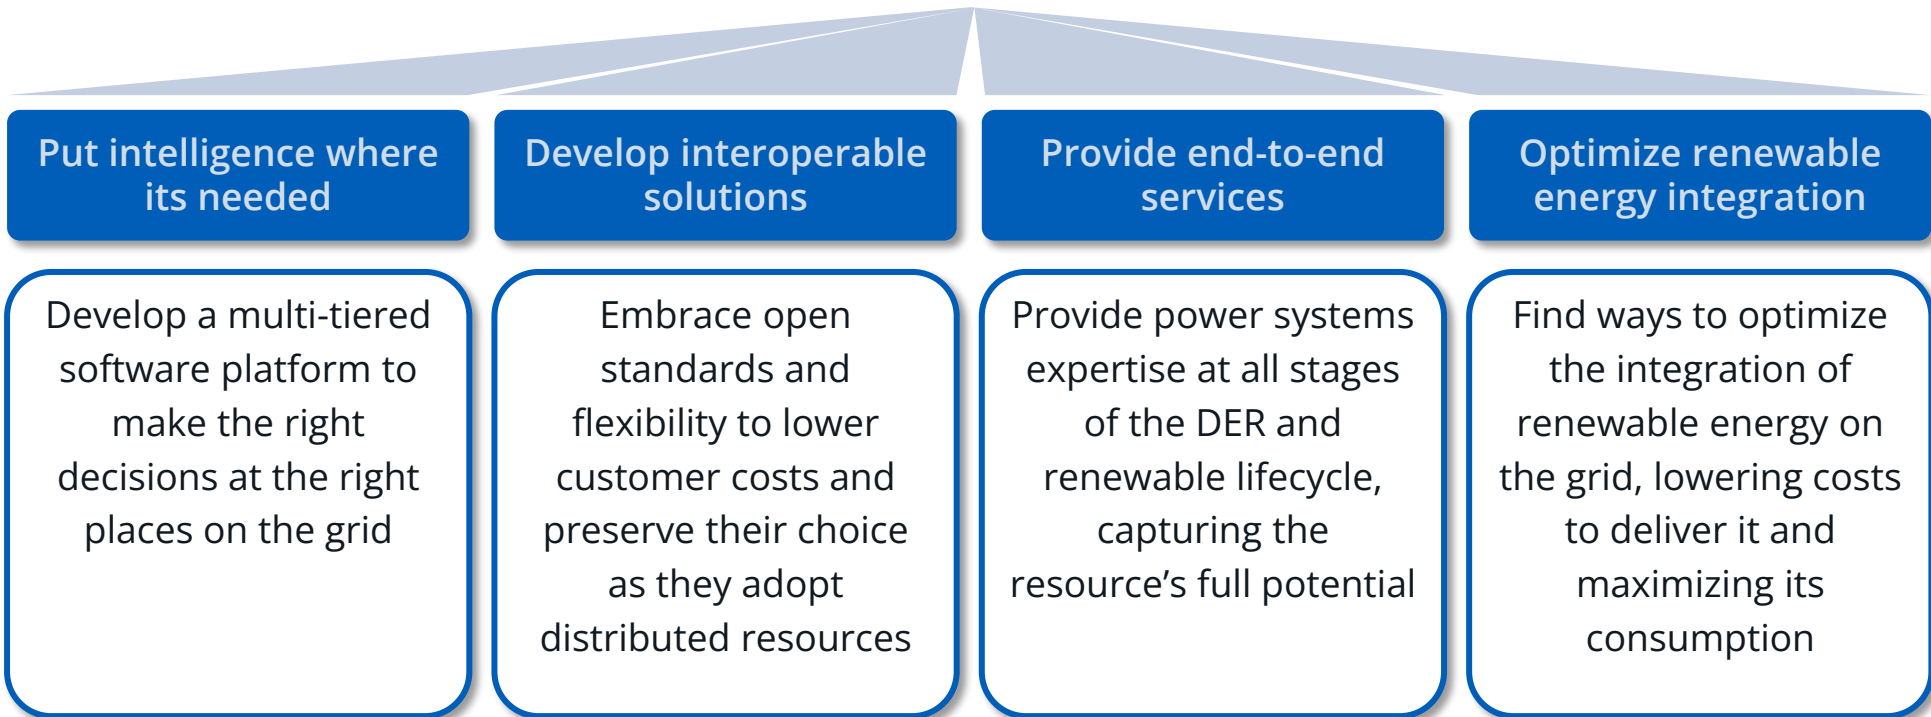 Put intelligence where
its needed
Develop a multi-tiered
software platform to
make the right
decisions at the right
places on the grid
Develop interoperable
solutions
Embrace open
standards and
flexibility to lower
customer costs and
preserve their choice
as they adopt
distributed resources
Provide end-to-end
services
Provide power systems
expertise at all stages
of the DER and
renewable lifecycle,
capturing the
resource’s full potential
Optimize renewable
energy integration
Find ways to optimize
the integration of
renewable energy on
the grid, lowering costs
to deliver it and
maximizing its
consumption